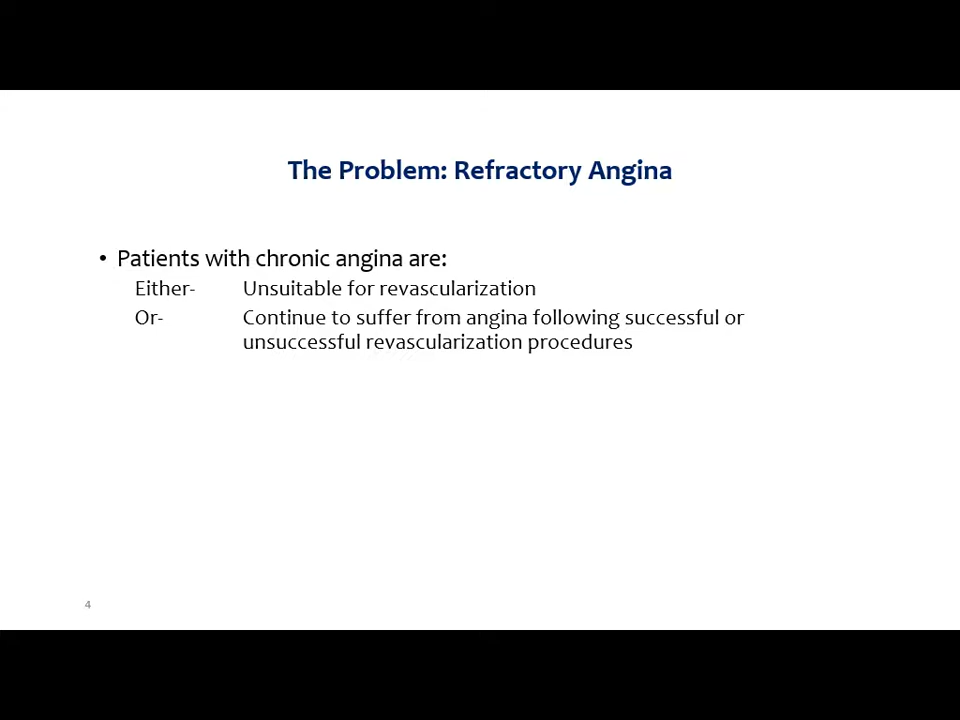 The Problem: Refractory Angina
• Patients with chronic angina are:
Either- Unsuitable for revascularization
Or- Continue to suffer from angina following successful or
unsuccessful revascularization procedures
4